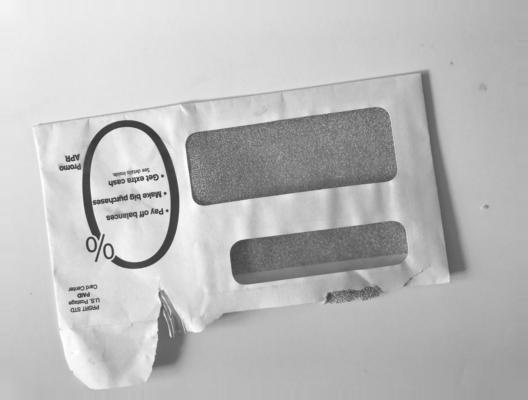 PRSRT STD
U.S. Postage
PAID
Card Center
0%
Promo
APR
• Pay off balances
• Make big purchases
• Get extra cash
See details inside.